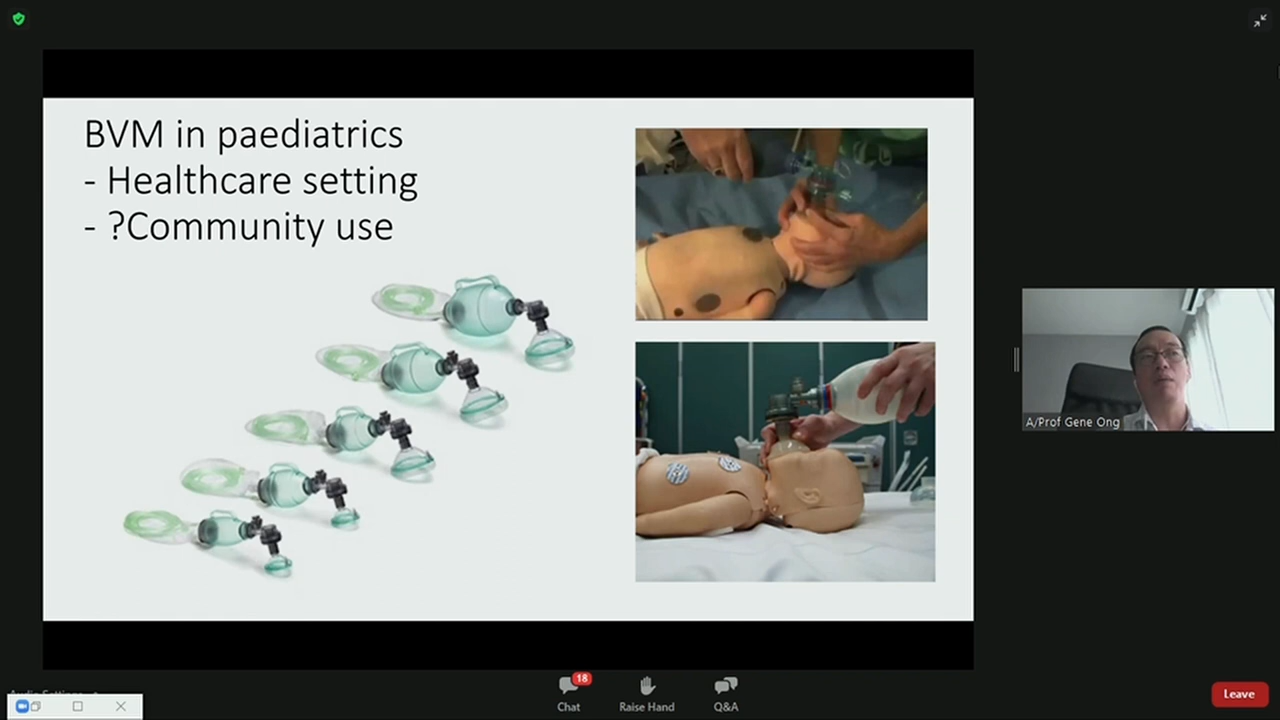 BVM in paediatrics
- Healthcare setting
- ?Community use
A/Prof Gene Ong
18
Chat
Raise Hand
Q&A
Leave